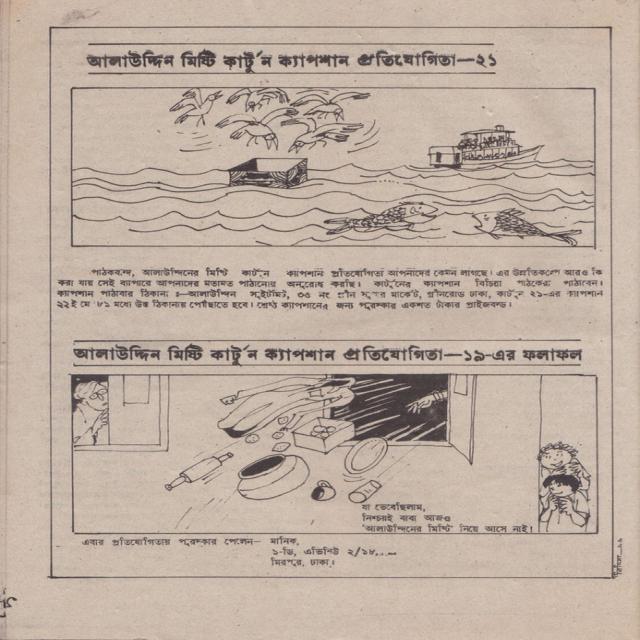 আলাউদ্দিন মিষ্টি কার্টুন ক্যাপশান প্রতিযোগিতা—২১
পাঠকবৃন্দ, আলাউদ্দিনের মিষ্টি কার্টুন ক্যাপশান প্রতিযোগিতা আপনাদের কেমন লাগছে। এর উন্নতিকল্পে আরও কি
করা যায় সেই ব্যাপারে আপনাদের মতামত পাঠানোর অনুরোধ করছি। কার্টুনের ক্যাপশান বিচিত্রা পাঠকেরা পাঠাবেন।
ক্যাপশান পাঠাবার ঠিকানা ঃ—আলাউদ্দিন সুইটমিট, ৩৩ নং গ্রীন সুপার মার্কেট, গ্রীনরোড ঢাকা, কার্টুন ২১-এর ক্যাপশান
২২ই মে '৮১ মধ্যে উক্ত ঠিকানায় পৌঁছাতে হবে। শ্রেষ্ঠ ক্যাপশানের জন্য পুরস্কার একশত টাকার প্রাইজবন্ড।
আলাউদ্দিন মিষ্টি কার্টুন ক্যাপশান প্রতিযোগিতা—১৯-এর ফলাফল
যা ভেবেছিলাম,
নিশ্চয়ই বাবা আজও
'আলাউদ্দিনের মিষ্টি' নিয়ে আসে নাই!
এবার প্রতিযোগিতায় পুরস্কার পেলেন— মানিক,
১-ডি, এভিনিউ ২/১৮,..—
মিরপুর, ঢাকা।